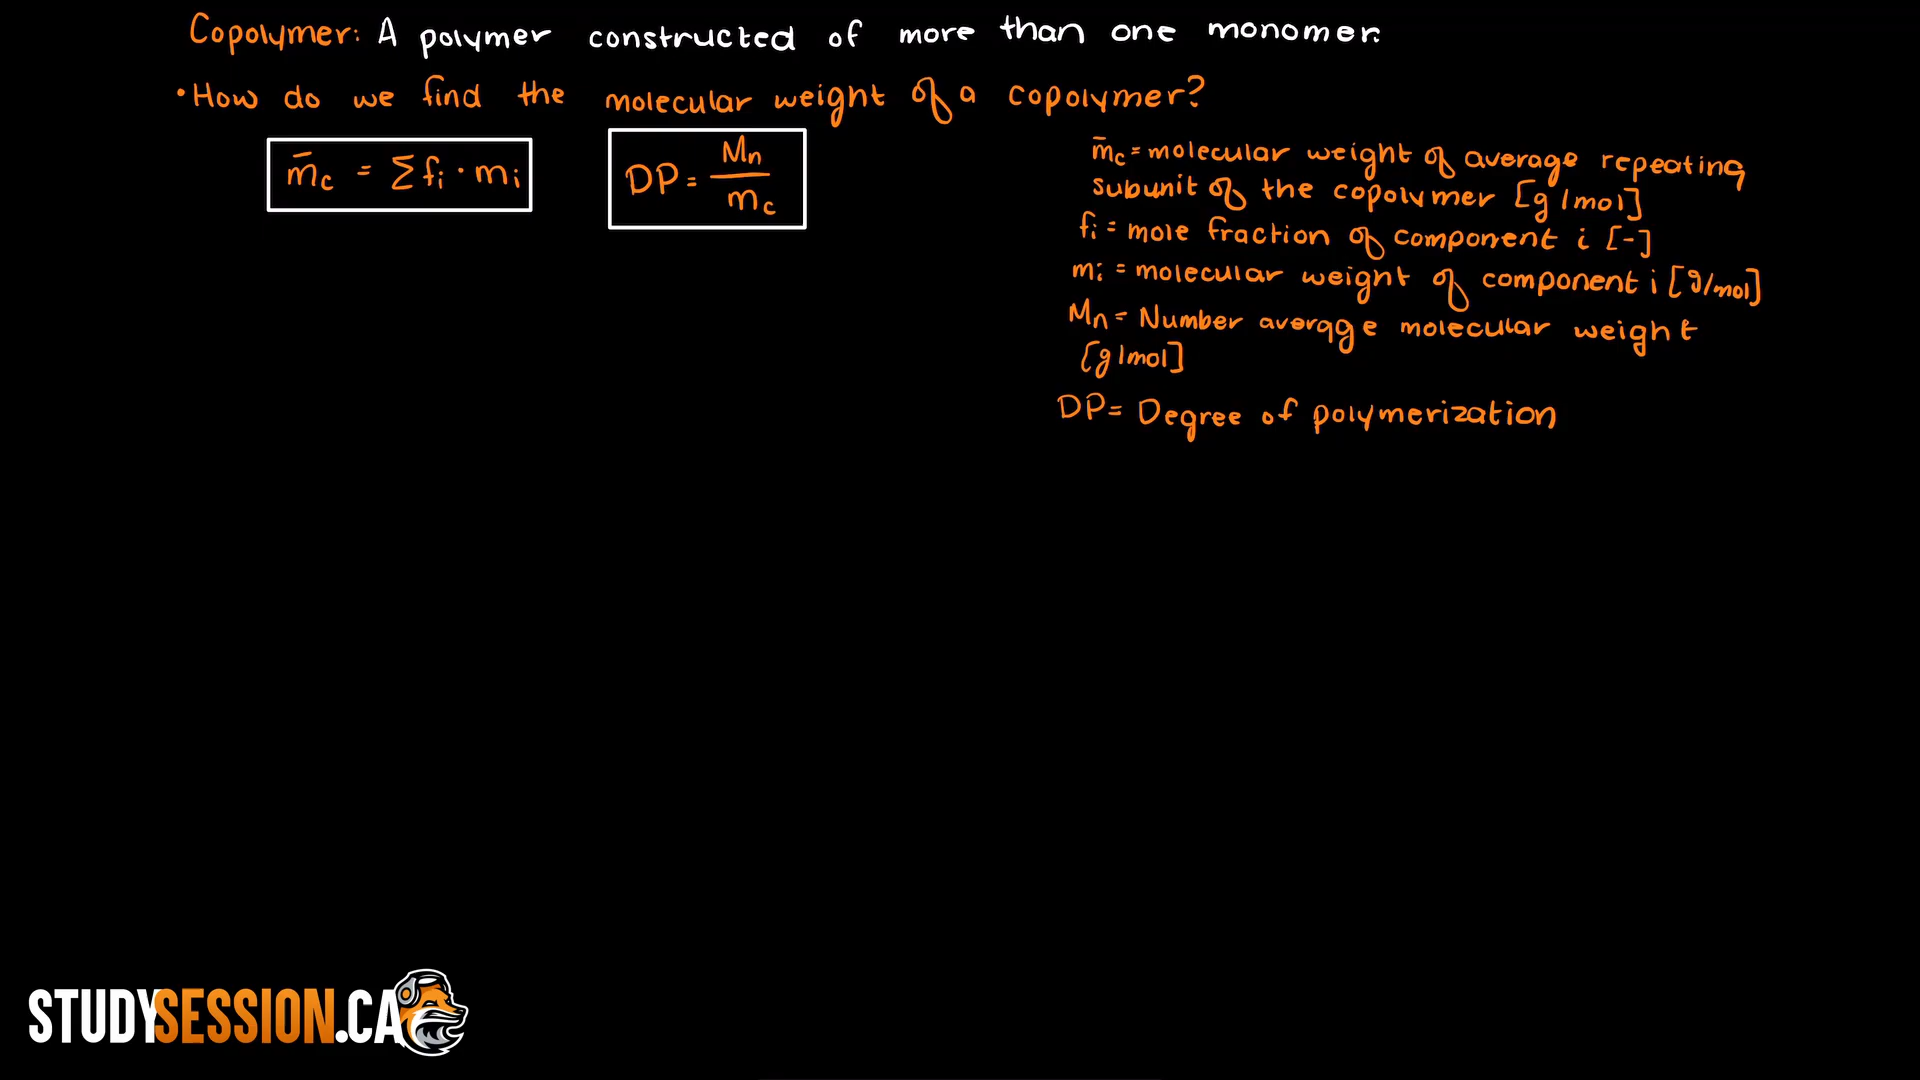 Copolymer: A polymer constructed of more than one monomer.
•How do we find the molecular weight of a copolymer?
m̄c = Σfi · mi
DP = Mn / mc
m̄c = molecular weight of average repeating
subunit of the copolymer [g/mol]
fi = mole fraction of component i [-]
mi = molecular weight of component i [g/mol]
Mn = Number average molecular weight
[g/mol]
DP = Degree of polymerization
STUDYSESSION.CA